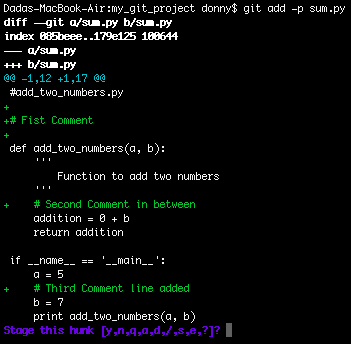 Dadas-MacBook-Air:my_git_project donny$ git add -p sum.py
diff --git a/sum.py b/sum.py
index 005beee..179e125 100644
--- a/sum.py
+++ b/sum.py
@@ -1,12 +1,17 @@
 #add_two_numbers.py
+
+# Fist Comment
+
 def add_two_numbers(a, b):
     '''
        Function to add two numbers
     '''
+    # Second Comment in between
     addition = 0 + b
     return addition

 if __name__ == '__main__':
     a = 5
+    # Third Comment line added
     b = 7
     print add_two_numbers(a, b)
Stage this hunk [y,n,q,a,d,/,s,e,?]?